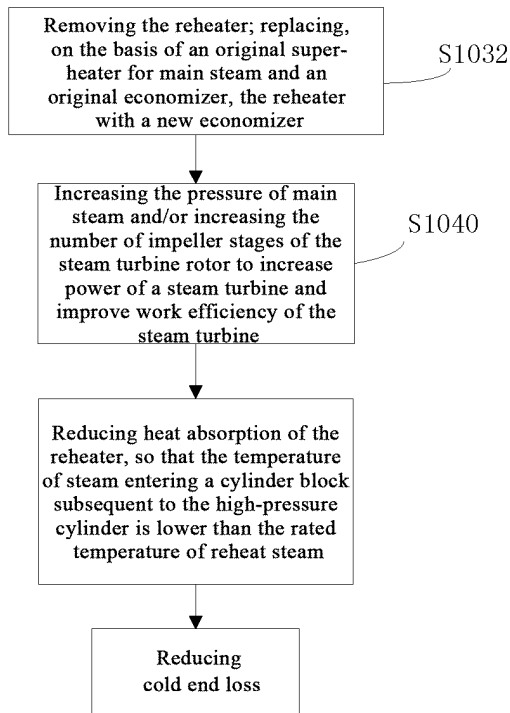 Removing the reheater; replacing,
on the basis of an original super-
heater for main steam and an
original economizer, the reheater
with a new economizer
S1032
Increasing the pressure of main
steam and/or increasing the
number of impeller stages of the
steam turbine rotor to increase
power of a steam turbine and
improve work efficiency of the
steam turbine
S1040
Reducing heat absorption of the
reheater, so that the temperature
of steam entering a cylinder block
subsequent to the high-pressure
cylinder is lower than the rated
temperature of reheat steam
Reducing
cold end loss